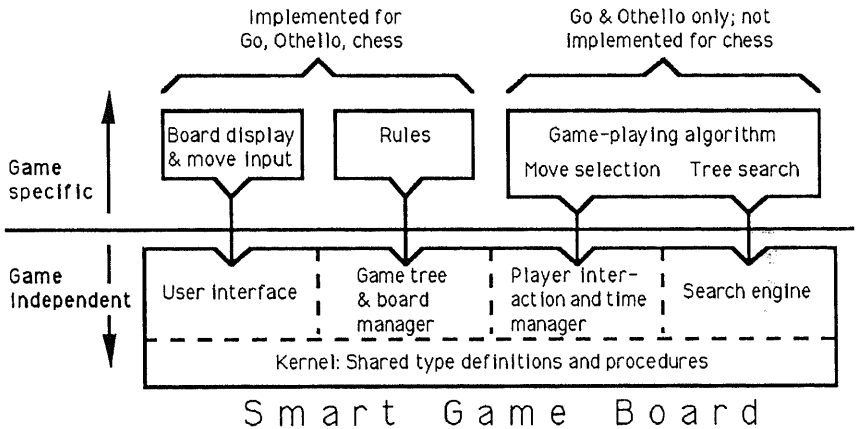 Implemented for
Go, Othello, chess
Go & Othello only; not
implemented for chess
Board display
& move input
Rules
Game-playing algorithm
Move selection Tree search
Game
specific
Game
independent
User interface
Game tree
& board
manager
Player inter-
action and time
manager
Search engine
Kernel: Shared type definitions and procedures
Smart Game Board